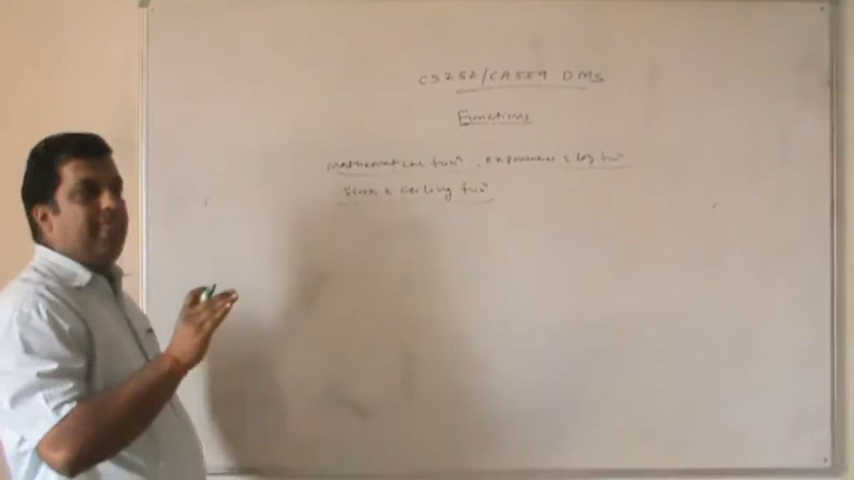 CS252/CA559 DMS
Functions
mathematical funⁿ, exponential & log funⁿ
floor & ceiling funⁿ